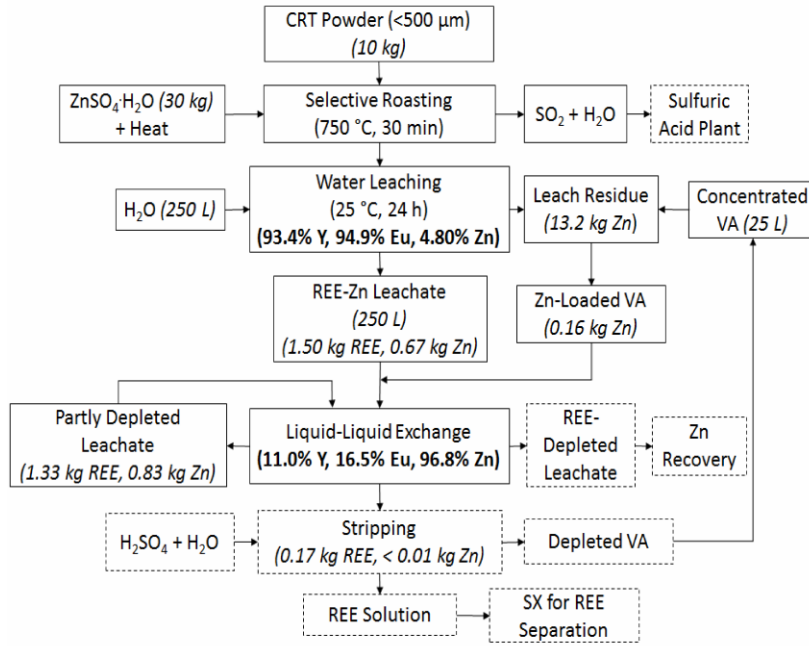 CRT Powder (<500 µm)
(10 kg)
ZnSO₄·H₂O (30 kg)
+ Heat
Selective Roasting
(750 °C, 30 min)
SO₂ + H₂O
Sulfuric
Acid Plant
H₂O (250 L)
Water Leaching
(25 °C, 24 h)
(93.4% Y, 94.9% Eu, 4.80% Zn)
Leach Residue
(13.2 kg Zn)
Concentrated
VA (25 L)
REE-Zn Leachate
(250 L)
(1.50 kg REE, 0.67 kg Zn)
Zn-Loaded VA
(0.16 kg Zn)
Partly Depleted
Leachate
(1.33 kg REE, 0.83 kg Zn)
Liquid-Liquid Exchange
(11.0% Y, 16.5% Eu, 96.8% Zn)
REE-
Depleted
Leachate
Zn
Recovery
H₂SO₄ + H₂O
Stripping
(0.17 kg REE, < 0.01 kg Zn)
Depleted VA
REE Solution
SX for REE
Separation